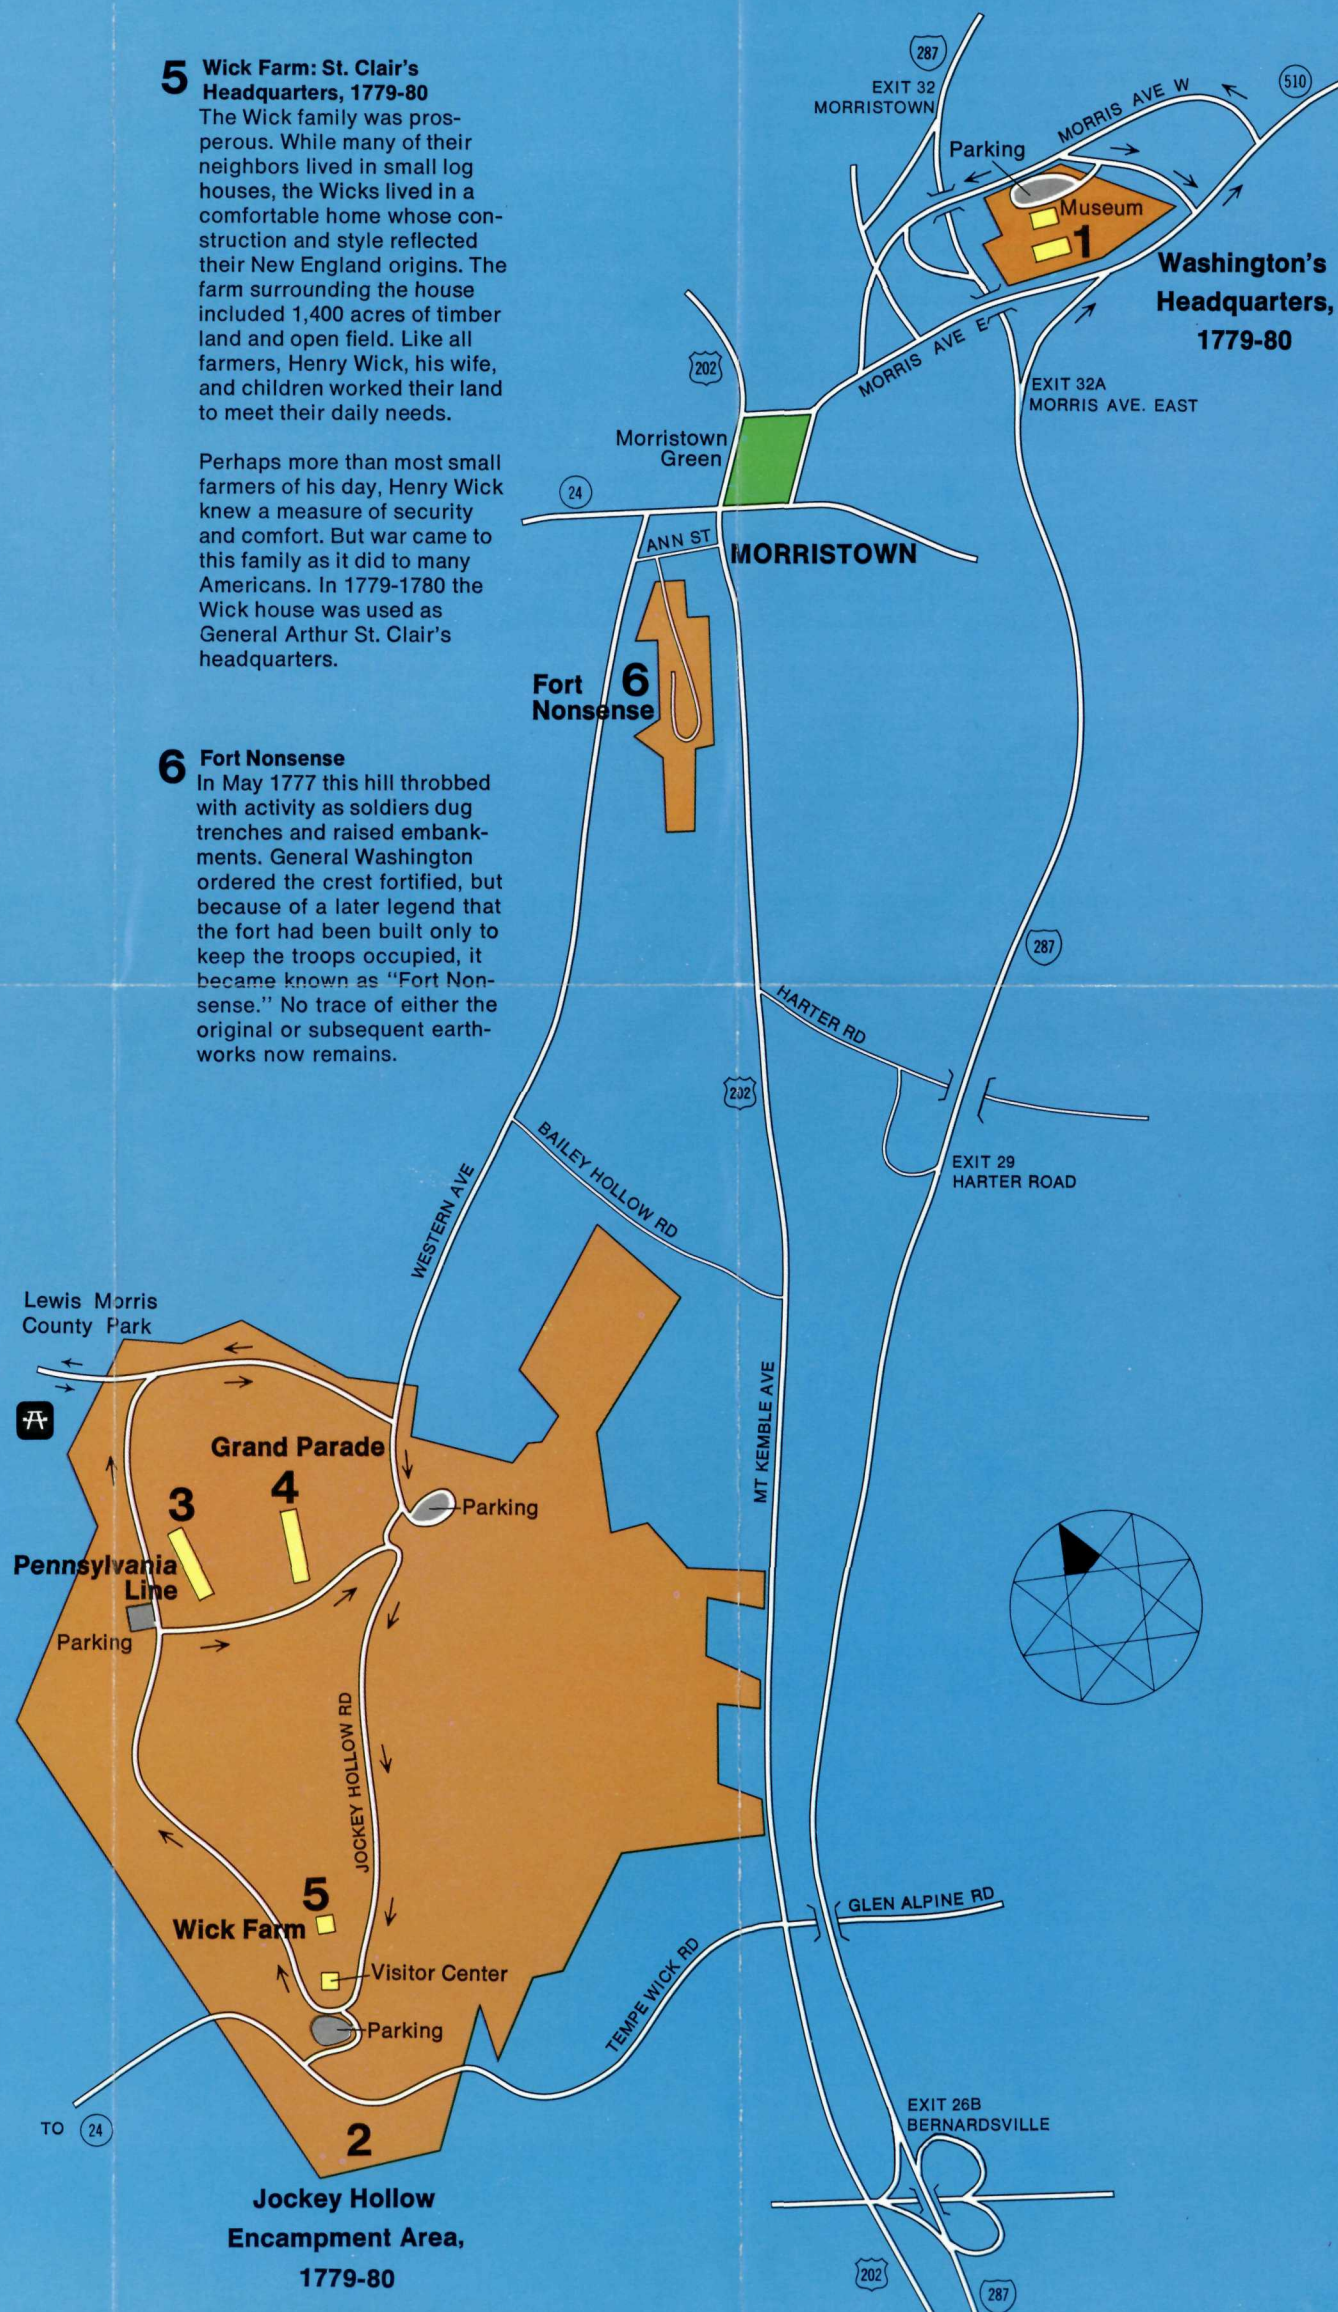 5 Wick Farm: St. Clair's
Headquarters, 1779-80
The Wick family was pros-
perous. While many of their
neighbors lived in small log
houses, the Wicks lived in a
comfortable home whose con-
struction and style reflected
their New England origins. The
farm surrounding the house
included 1,400 acres of timber
land and open field. Like all
farmers, Henry Wick, his wife,
and children worked their land
to meet their daily needs.
Perhaps more than most small
farmers of his day, Henry Wick
knew a measure of security
and comfort. But war came to
this family as it did to many
Americans. In 1779-1780 the
Wick house was used as
General Arthur St. Clair's
headquarters.
6 Fort Nonsense
In May 1777 this hill throbbed
with activity as soldiers dug
trenches and raised embank-
ments. General Washington
ordered the crest fortified, but
because of a later legend that
the fort had been built only to
keep the troops occupied, it
became known as "Fort Non-
sense." No trace of either the
original or subsequent earth-
works now remains.
287
EXIT 32
MORRISTOWN
MORRIS AVE W
510
Parking
Museum
1
Washington's
Headquarters,
1779-80
MORRIS AVE E
EXIT 32A
MORRIS AVE. EAST
202
Morristown
Green
24
ANN ST
MORRISTOWN
Fort
Nonsense
6
287
HARTER RD
202
EXIT 29
HARTER ROAD
BAILEY HOLLOW RD
WESTERN AVE
MT KEMBLE AVE
Lewis Morris
County Park
Grand Parade
4
3
Parking
Pennsylvania
Line
Parking
JOCKEY HOLLOW RD
5
Wick Farm
Visitor Center
Parking
GLEN ALPINE RD
TEMPE WICK RD
TO 24
2
Jockey Hollow
Encampment Area,
1779-80
EXIT 26B
BERNARDSVILLE
202
287